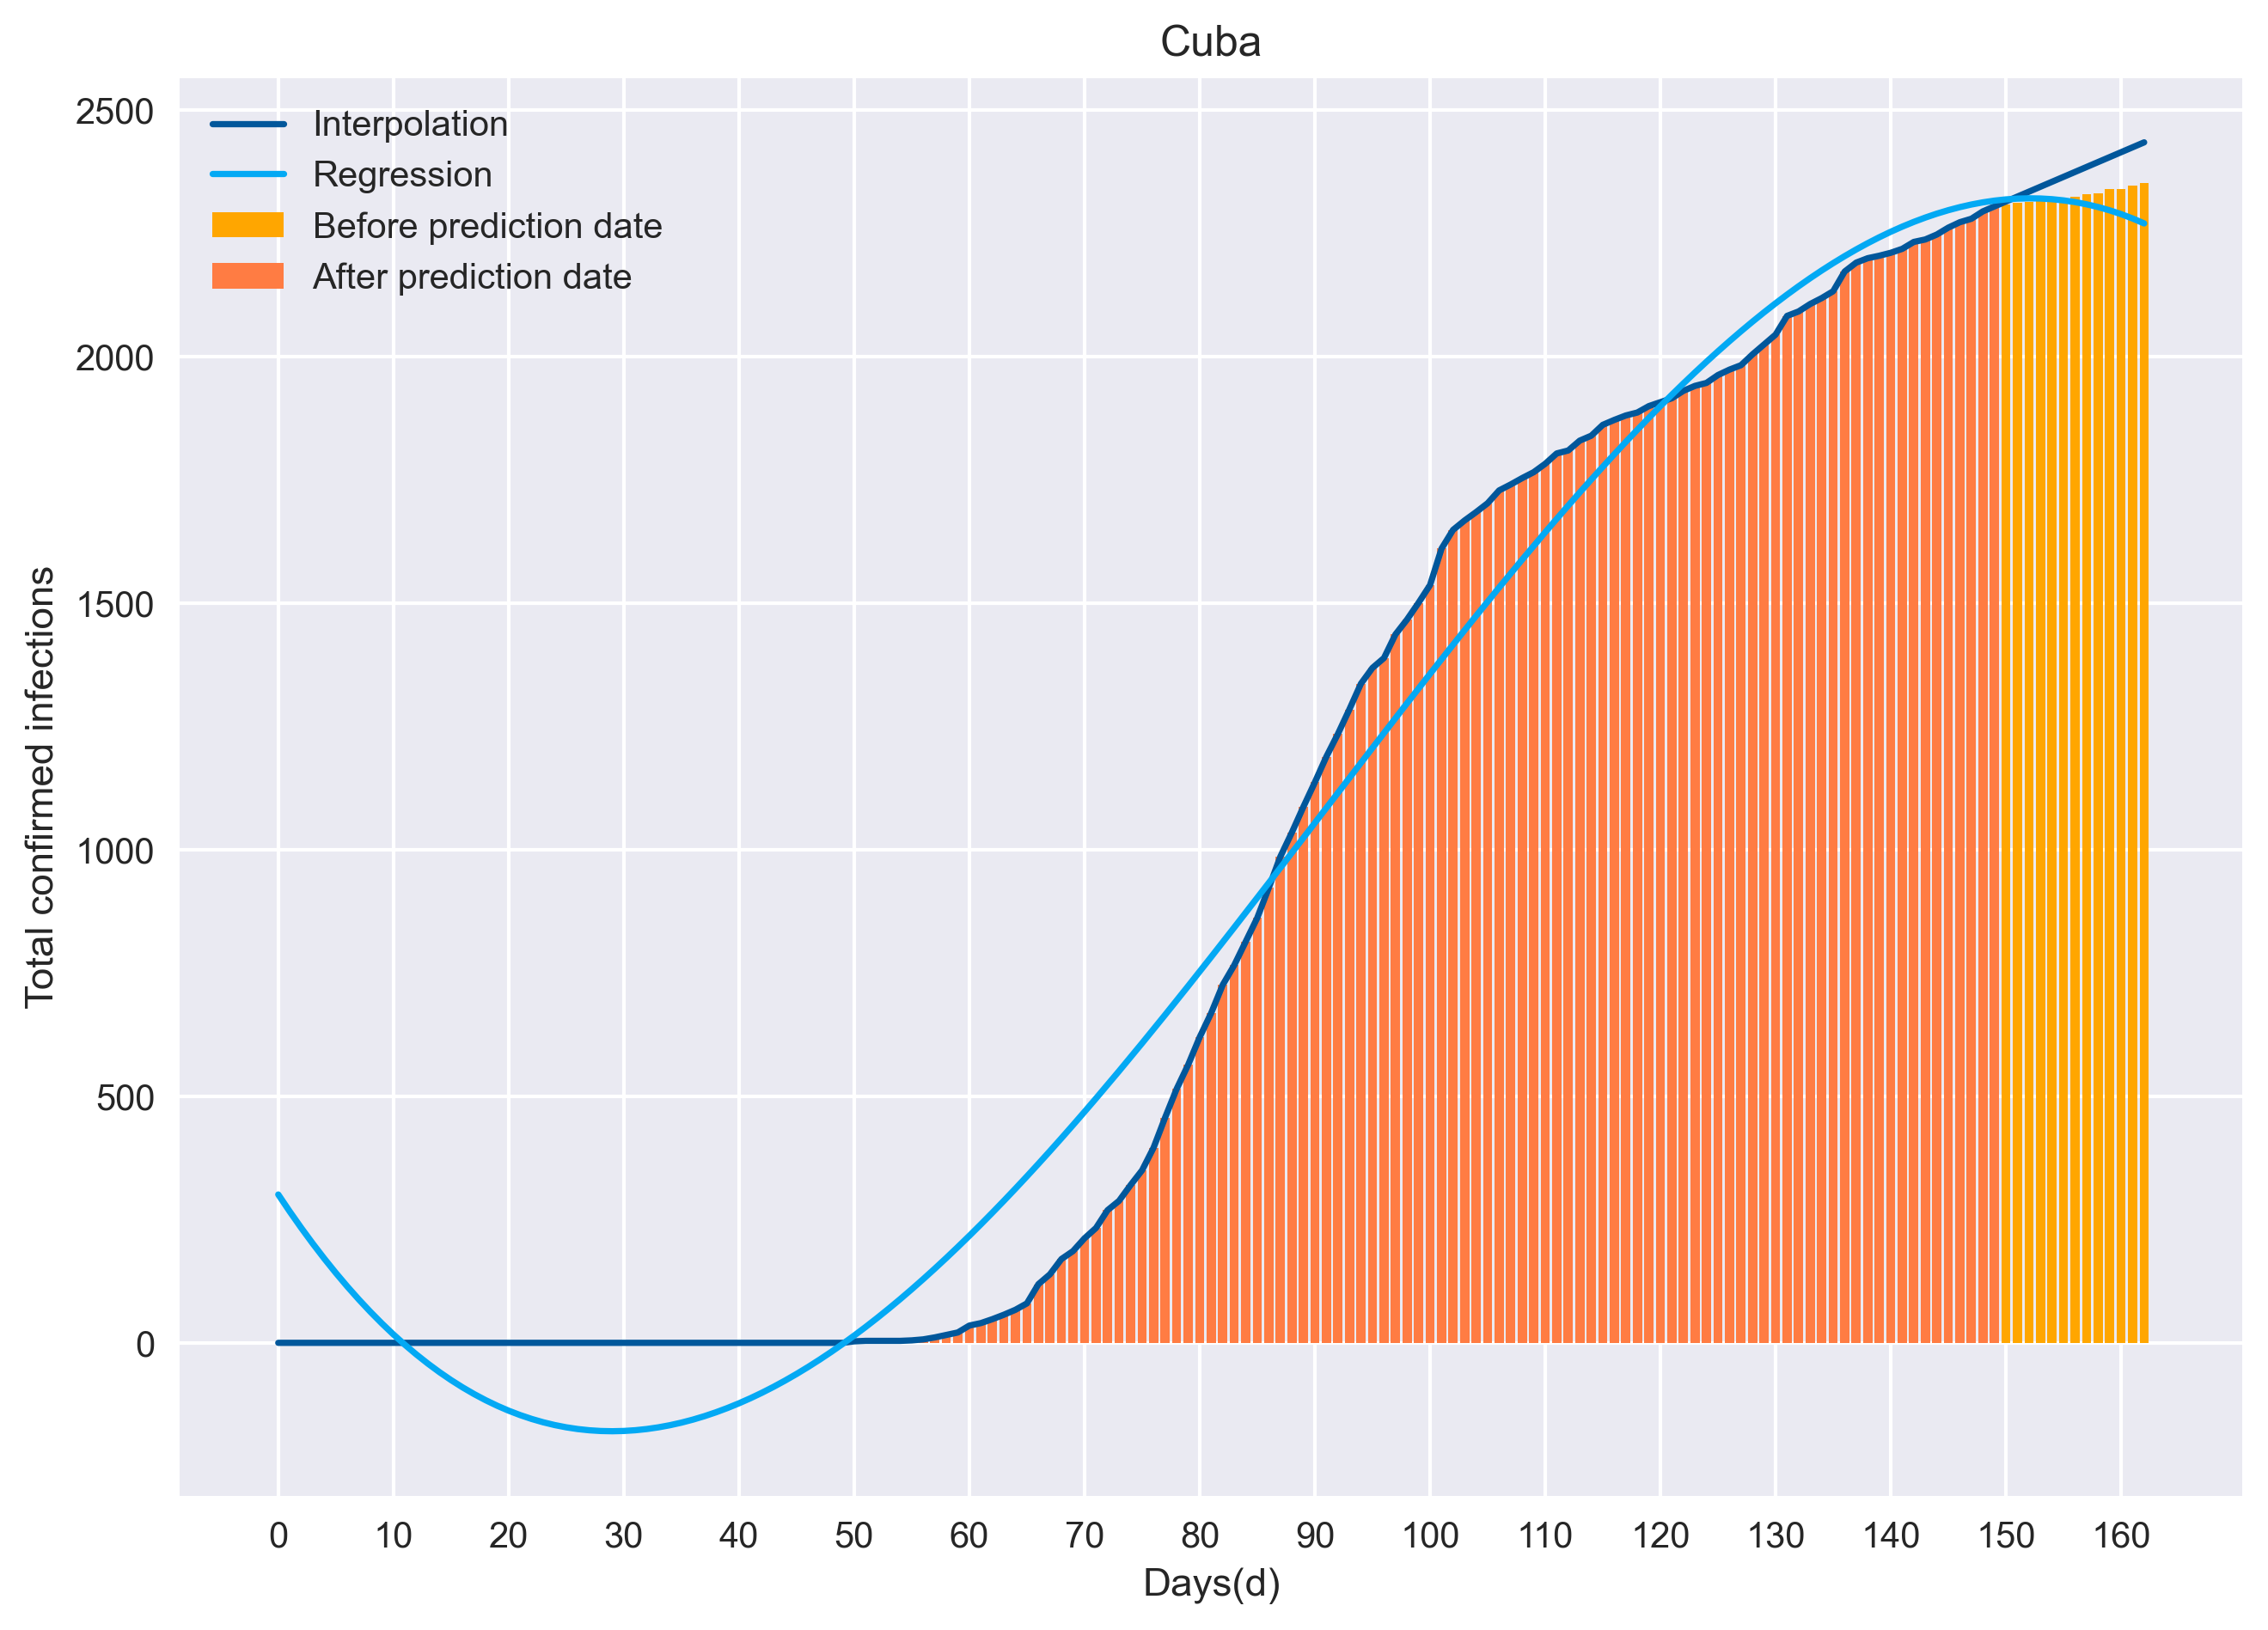 Cuba
2500
2000
1500
1000
500
0
Total confirmed infections
Interpolation
Regression
Before prediction date
After prediction date
0 10 20 30 40 50 60 70 80 90 100 110 120 130 140 150 160
Days(d)